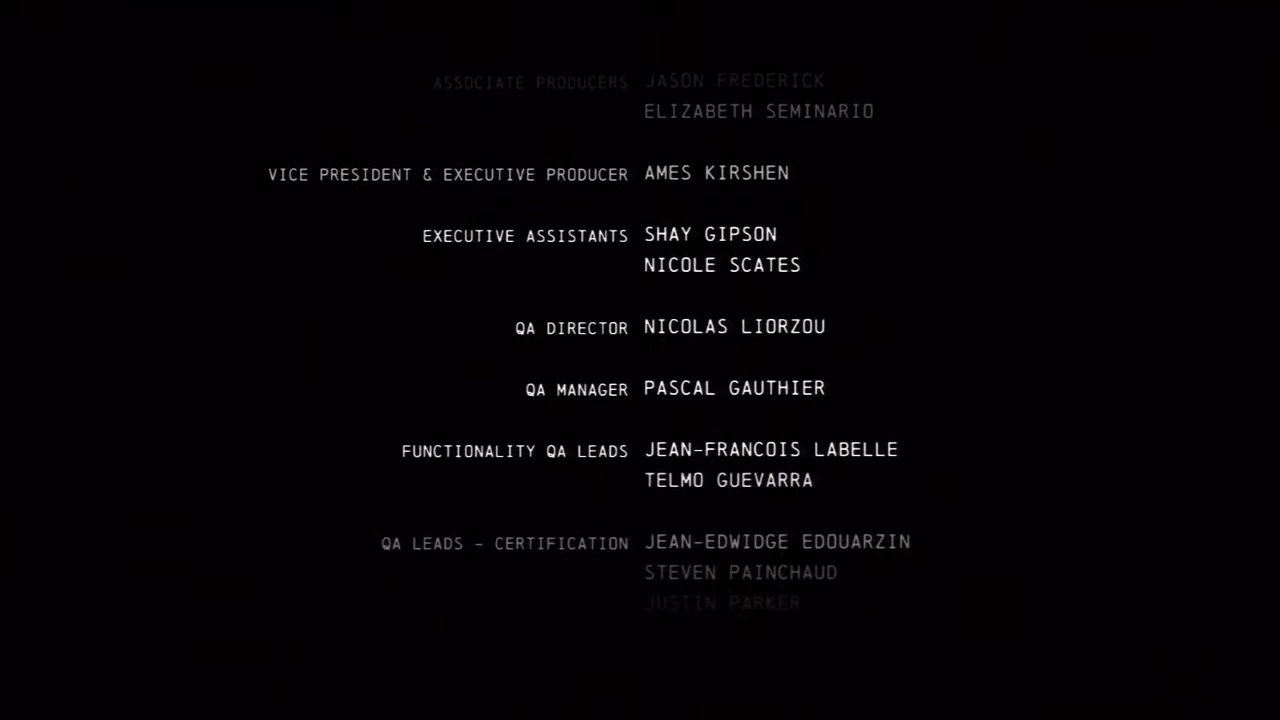 ASSOCIATE PRODUCERS JASON FREDERICK
ELIZABETH SEMINARIO
VICE PRESIDENT & EXECUTIVE PRODUCER AMES KIRSHEN
EXECUTIVE ASSISTANTS SHAY GIPSON
NICOLE SCATES
QA DIRECTOR NICOLAS LIORZOU
QA MANAGER PASCAL GAUTHIER
FUNCTIONALITY QA LEADS JEAN-FRANCOIS LABELLE
TELMO GUEVARRA
QA LEADS - CERTIFICATION JEAN-EDWIDGE EDOUARZIN
STEVEN PAINCHAUD
JUSTIN PARKER